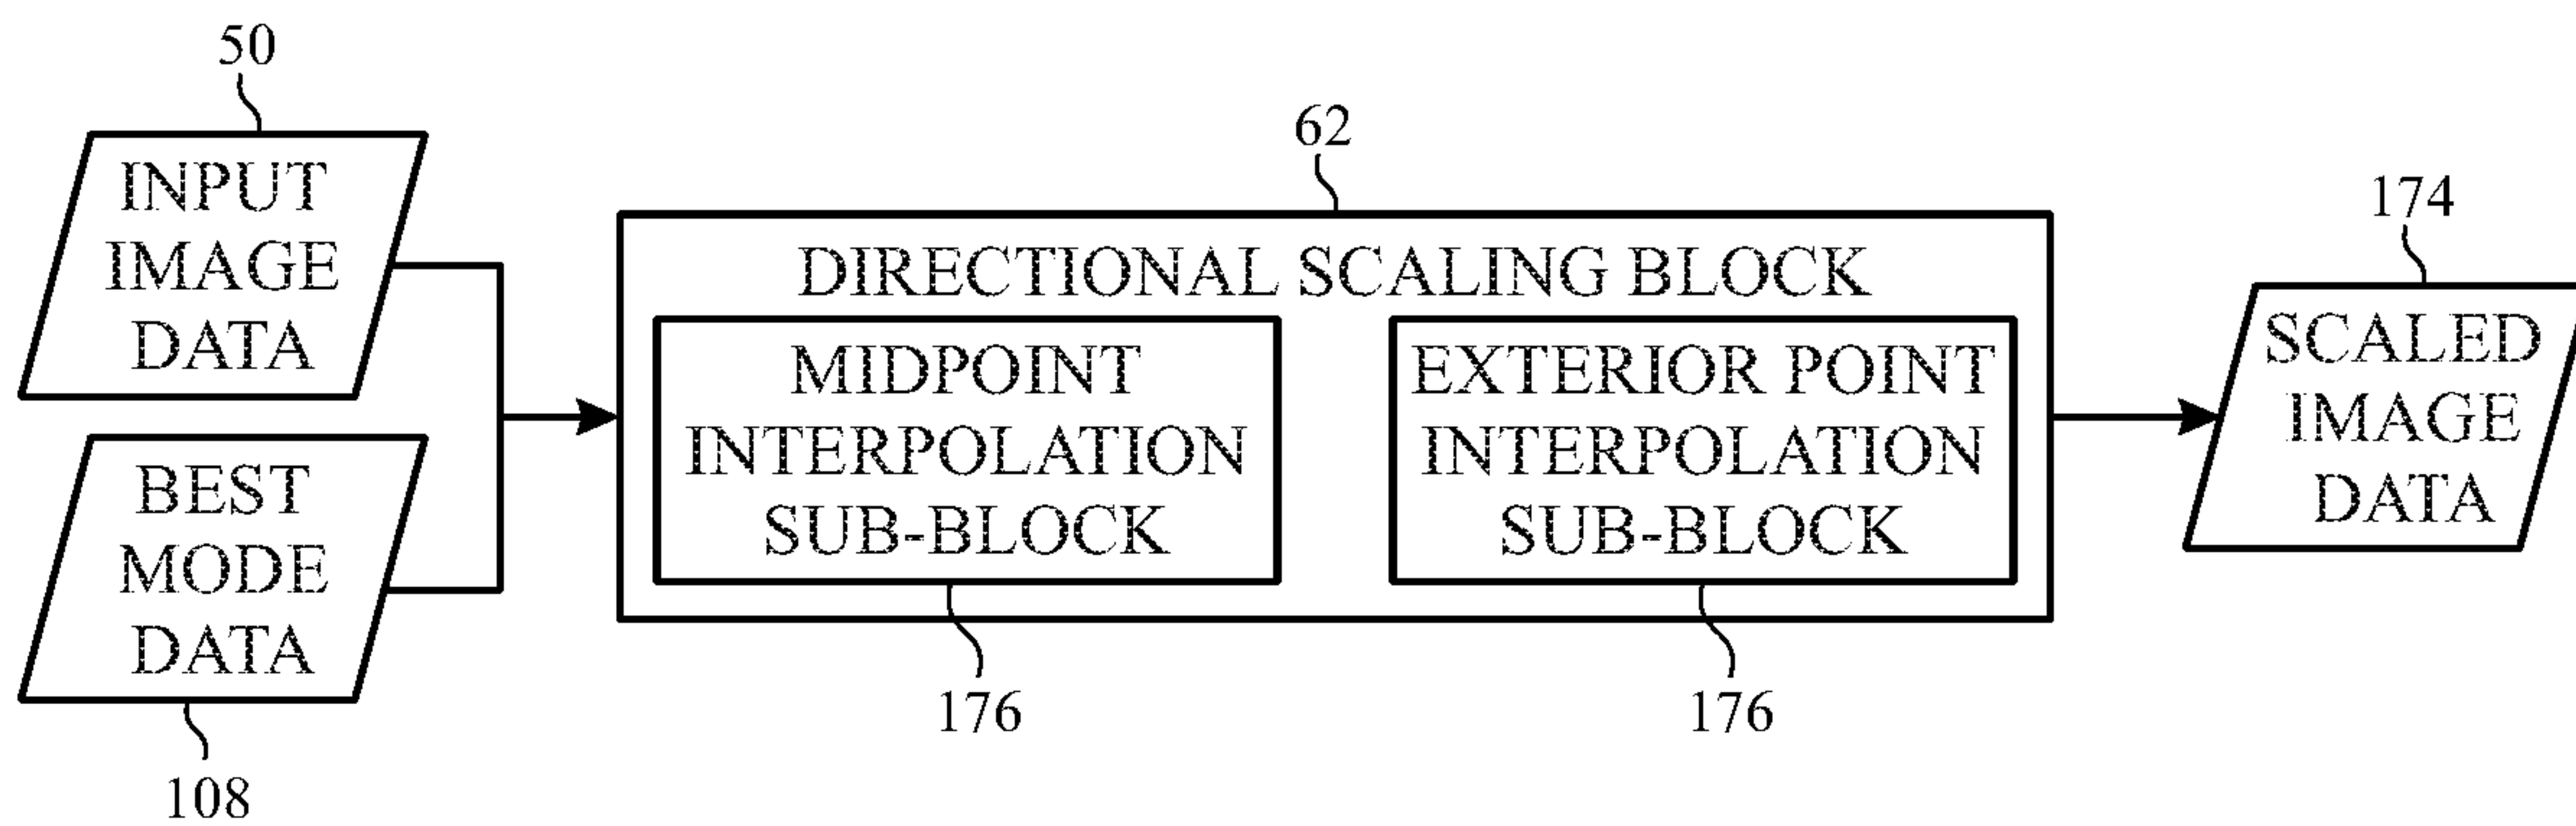 50
INPUT
IMAGE
DATA
BEST
MODE
DATA
108
62
DIRECTIONAL SCALING BLOCK
MIDPOINT
INTERPOLATION
SUB-BLOCK
176
EXTERIOR POINT
INTERPOLATION
SUB-BLOCK
176
174
SCALED
IMAGE
DATA